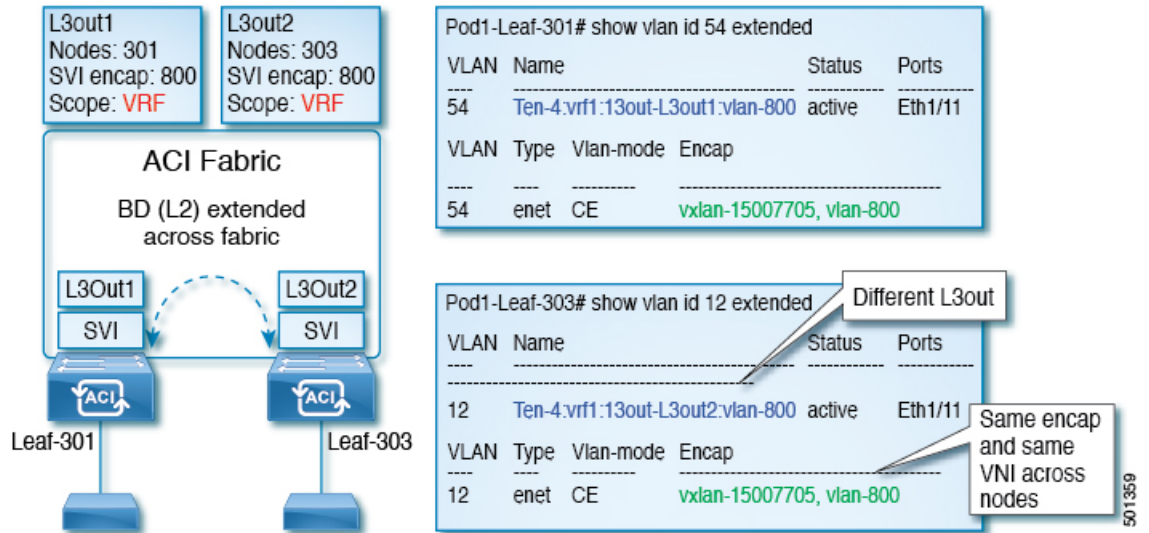 L3out1
Nodes: 301
SVI encap: 800
Scope: VRF
L3out2
Nodes: 303
SVI encap: 800
Scope: VRF
ACI Fabric
BD (L2) extended
across fabric
L3Out1
SVI
L3Out2
SVI
ACI
ACI
Leaf-301
Leaf-303
Pod1-Leaf-301# show vlan id 54 extended
VLAN Name Status Ports
---- -------------------------------- --------------- ---------------
54 Ten-4:vrf1:13out-L3out1:vlan-800 active Eth1/11
VLAN Type Vlan-mode Encap
---- ---- ---------- -------------------------------
54 enet CE vxlan-15007705, vlan-800
Pod1-Leaf-303# show vlan id 12 extended
Different L3out
VLAN Name Status Ports
---- -------------------------------- --------------- ---------------
--------------------------------------------------
12 Ten-4:vrf1:13out-L3out2:vlan-800 active Eth1/11
VLAN Type Vlan-mode Encap
---- ---- ---------- -------------------------------
12 enet CE vxlan-15007705, vlan-800
Same encap
and same
VNI across
nodes
501359